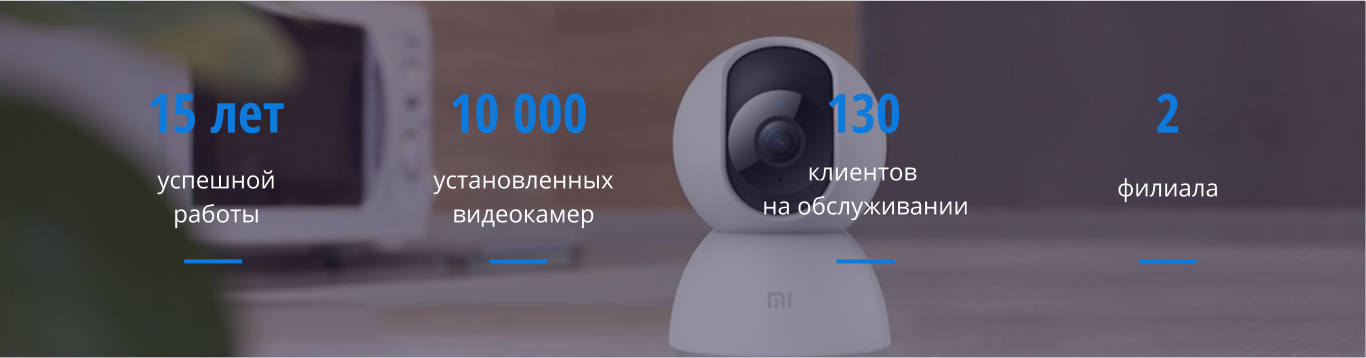 15 лет
успешной
работы
10 000
установленных
видеокамер
130
клиентов
на обслуживании
2
филиала
mi